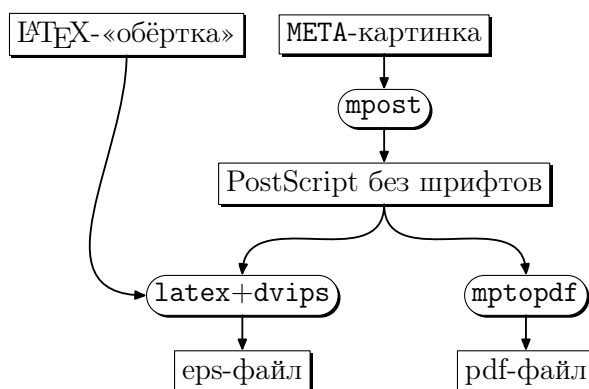 LATEX-«обёртка»
META-картинка
mpost
PostScript без шрифтов
latex+dvips
mptopdf
eps-файл
pdf-файл